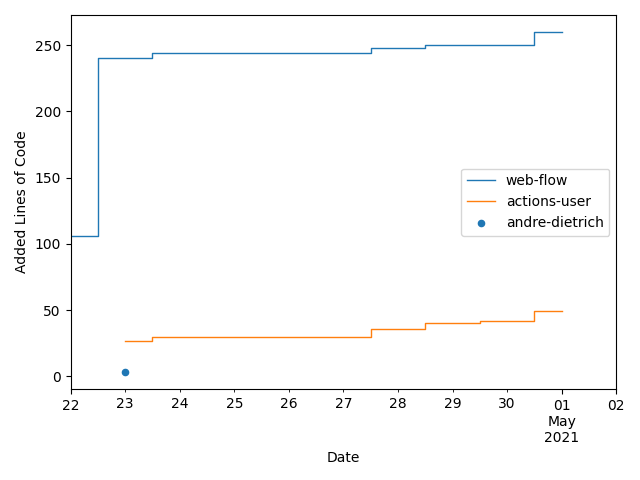 Added Lines of Code
250
200
150
100
50
0
web-flow
actions-user
andre-dietrich
22 23 24 25 26 27 28 29 30 01 02
May
2021
Date